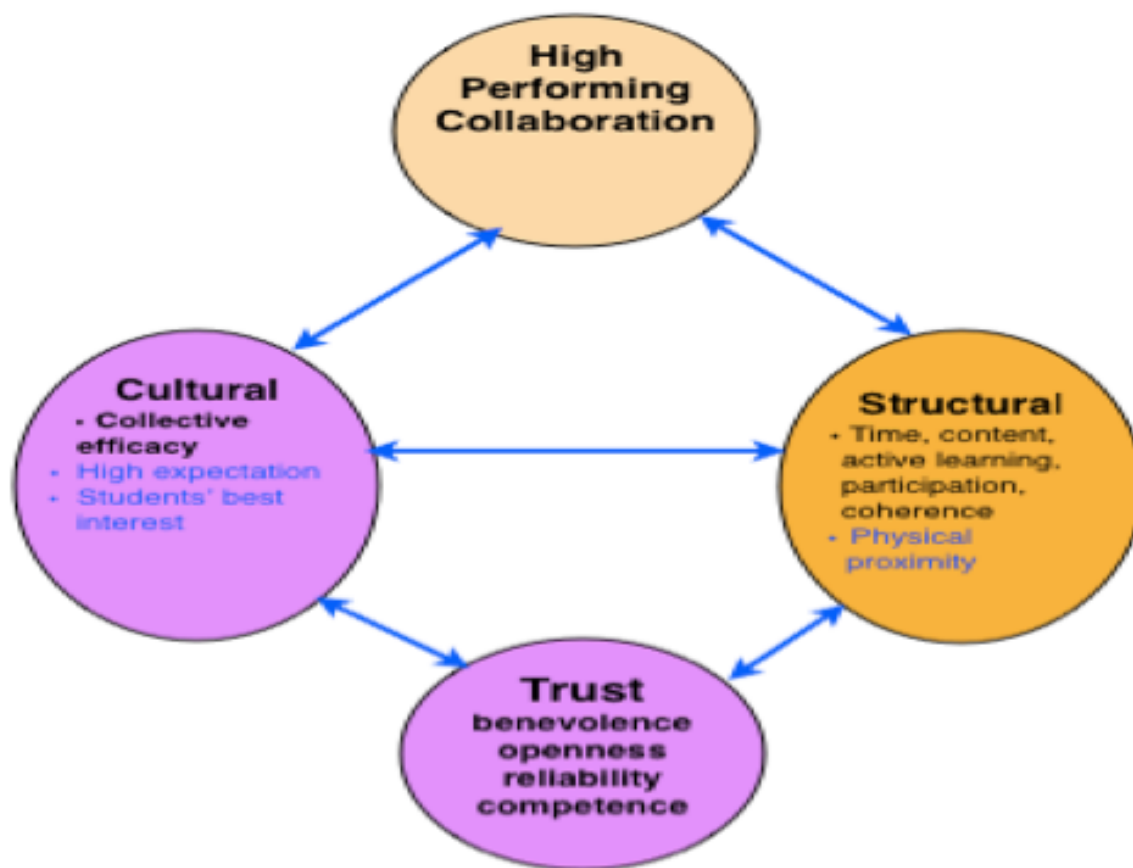 High
Performing
Collaboration
Cultural
• Collective
efficacy
• High expectation
• Students' best
interest
Structural
• Time, content,
active learning,
participation,
coherence
• Physical
proximity
Trust
benevolence
openness
reliability
competence